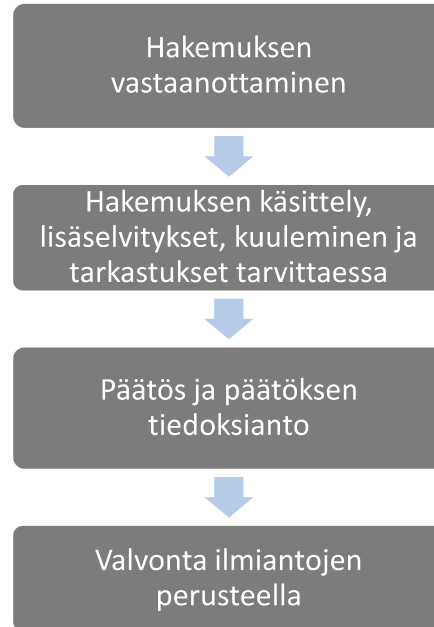 Hakemuksen
vastaanottaminen
Hakemuksen käsittely,
lisäselvitykset, kuuleminen ja
tarkastukset tarvittaessa
Päätös ja päätöksen
tiedoksianto
Valvonta ilmiantojen
perusteella